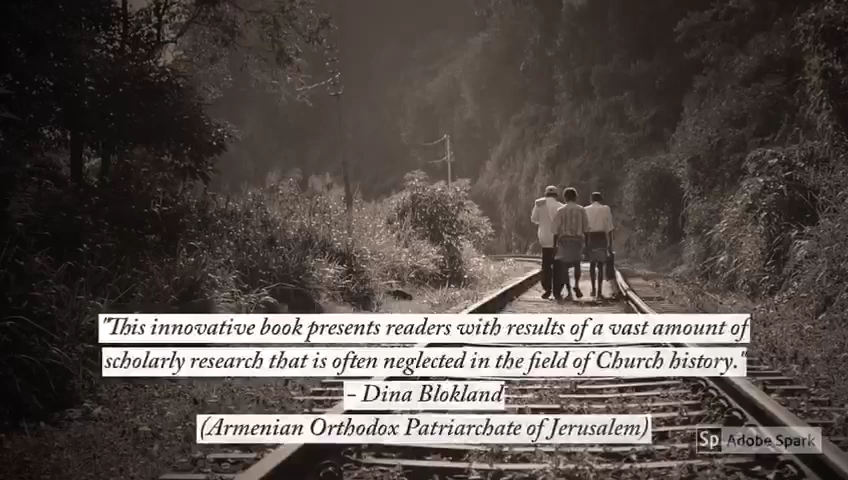 "This innovative book presents readers with results of a vast amount of
scholarly research that is often neglected in the field of Church history."
- Dina Blokland
(Armenian Orthodox Patriarchate of Jerusalem)
Sp Adobe Spark